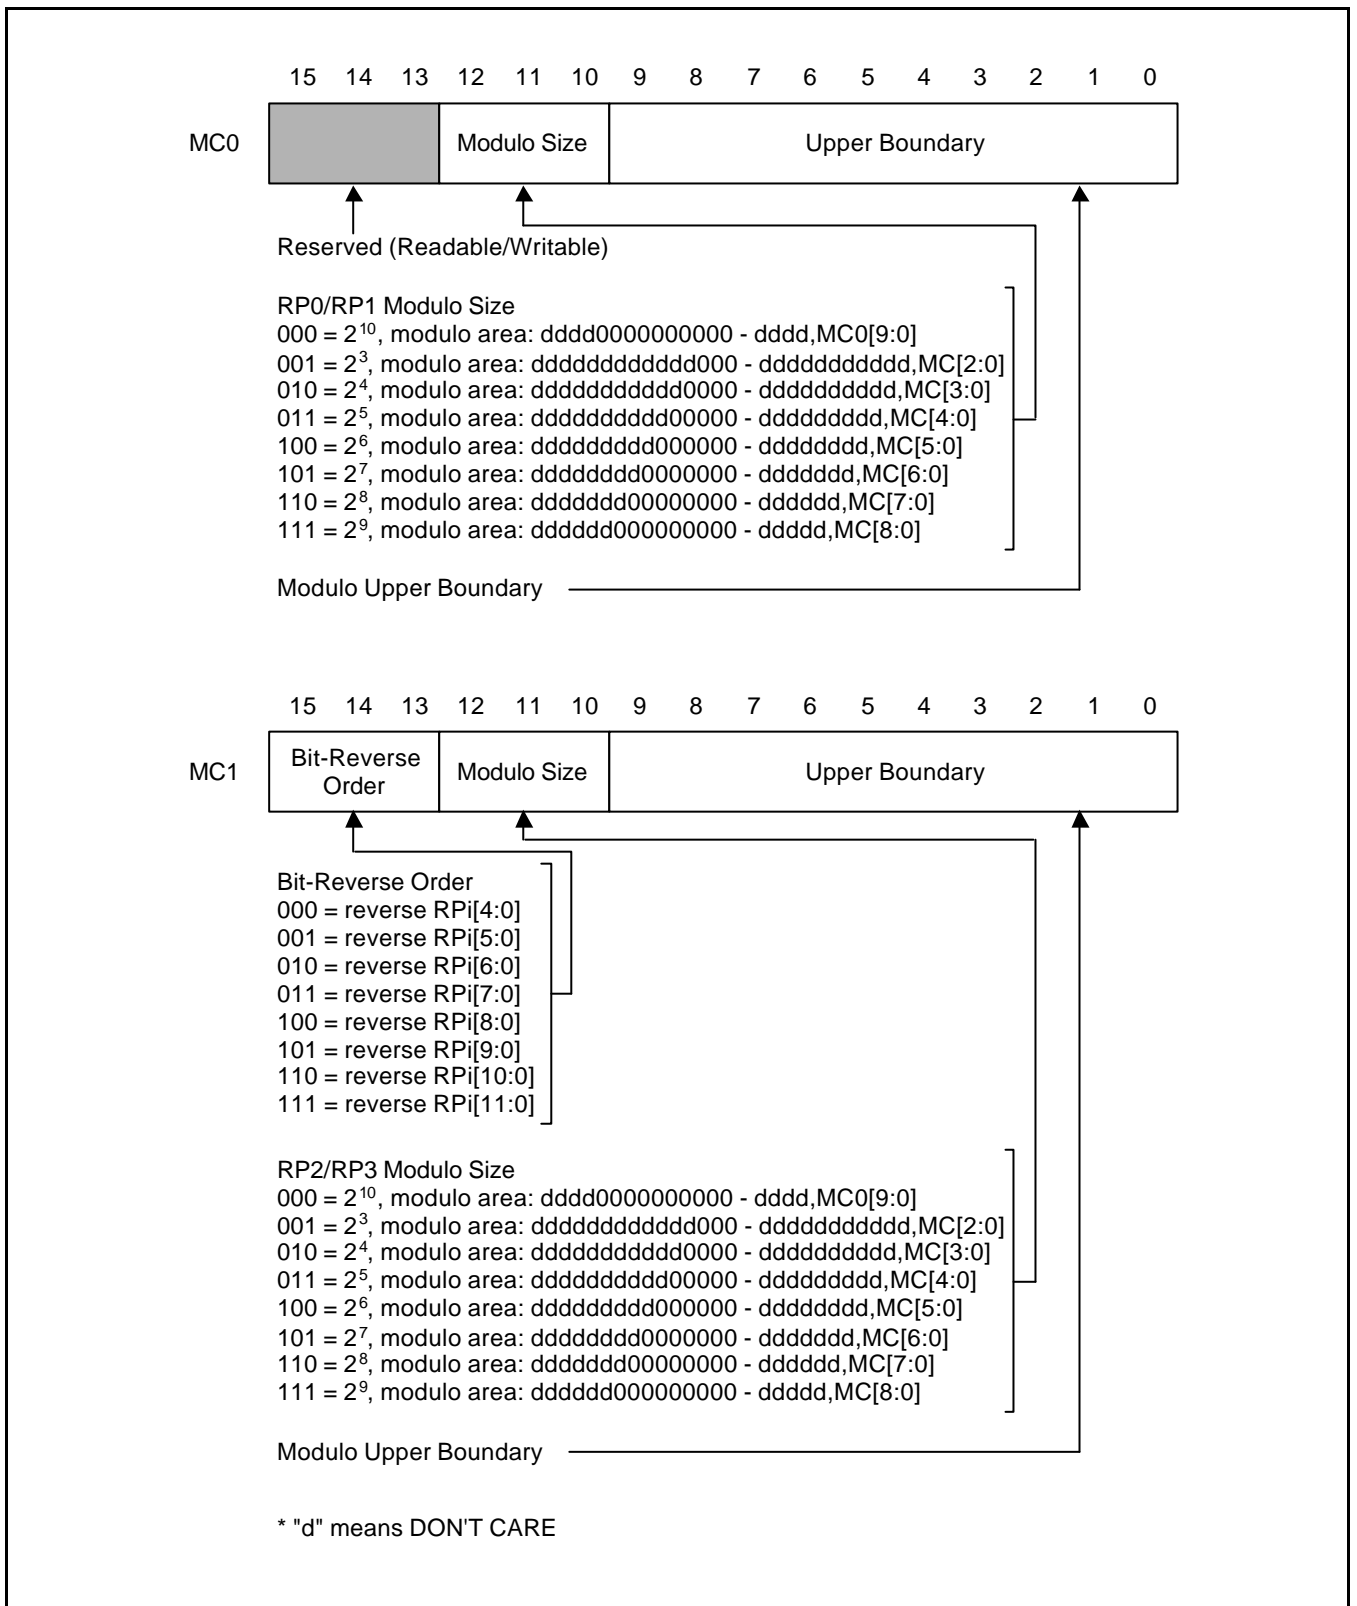 15 14 13 12 11 10 9 8 7 6 5 4 3 2 1 0
MC0 Modulo Size Upper Boundary
Reserved (Readable/Writable)
RP0/RP1 Modulo Size
000 = 2¹⁰, modulo area: dddd0000000000 - dddd,MC0[9:0]
001 = 2³, modulo area: dddddddddddd000 - ddddddddddd,MC[2:0]
010 = 2⁴, modulo area: ddddddddddd0000 - dddddddddd,MC[3:0]
011 = 2⁵, modulo area: dddddddddd00000 - ddddddddd,MC[4:0]
100 = 2⁶, modulo area: ddddddddd000000 - dddddddd,MC[5:0]
101 = 2⁷, modulo area: dddddddd0000000 - ddddddd,MC[6:0]
110 = 2⁸, modulo area: ddddddd00000000 - dddddd,MC[7:0]
111 = 2⁹, modulo area: dddddd000000000 - ddddd,MC[8:0]
Modulo Upper Boundary
15 14 13 12 11 10 9 8 7 6 5 4 3 2 1 0
MC1 Bit-Reverse Order Modulo Size Upper Boundary
Bit-Reverse Order
000 = reverse RPi[4:0]
001 = reverse RPi[5:0]
010 = reverse RPi[6:0]
011 = reverse RPi[7:0]
100 = reverse RPi[8:0]
101 = reverse RPi[9:0]
110 = reverse RPi[10:0]
111 = reverse RPi[11:0]
RP2/RP3 Modulo Size
000 = 2¹⁰, modulo area: dddd0000000000 - dddd,MC0[9:0]
001 = 2³, modulo area: dddddddddddd000 - ddddddddddd,MC[2:0]
010 = 2⁴, modulo area: ddddddddddd0000 - dddddddddd,MC[3:0]
011 = 2⁵, modulo area: dddddddddd00000 - ddddddddd,MC[4:0]
100 = 2⁶, modulo area: ddddddddd000000 - dddddddd,MC[5:0]
101 = 2⁷, modulo area: dddddddd0000000 - ddddddd,MC[6:0]
110 = 2⁸, modulo area: ddddddd00000000 - dddddd,MC[7:0]
111 = 2⁹, modulo area: dddddd000000000 - ddddd,MC[8:0]
Modulo Upper Boundary
* "d" means DON'T CARE